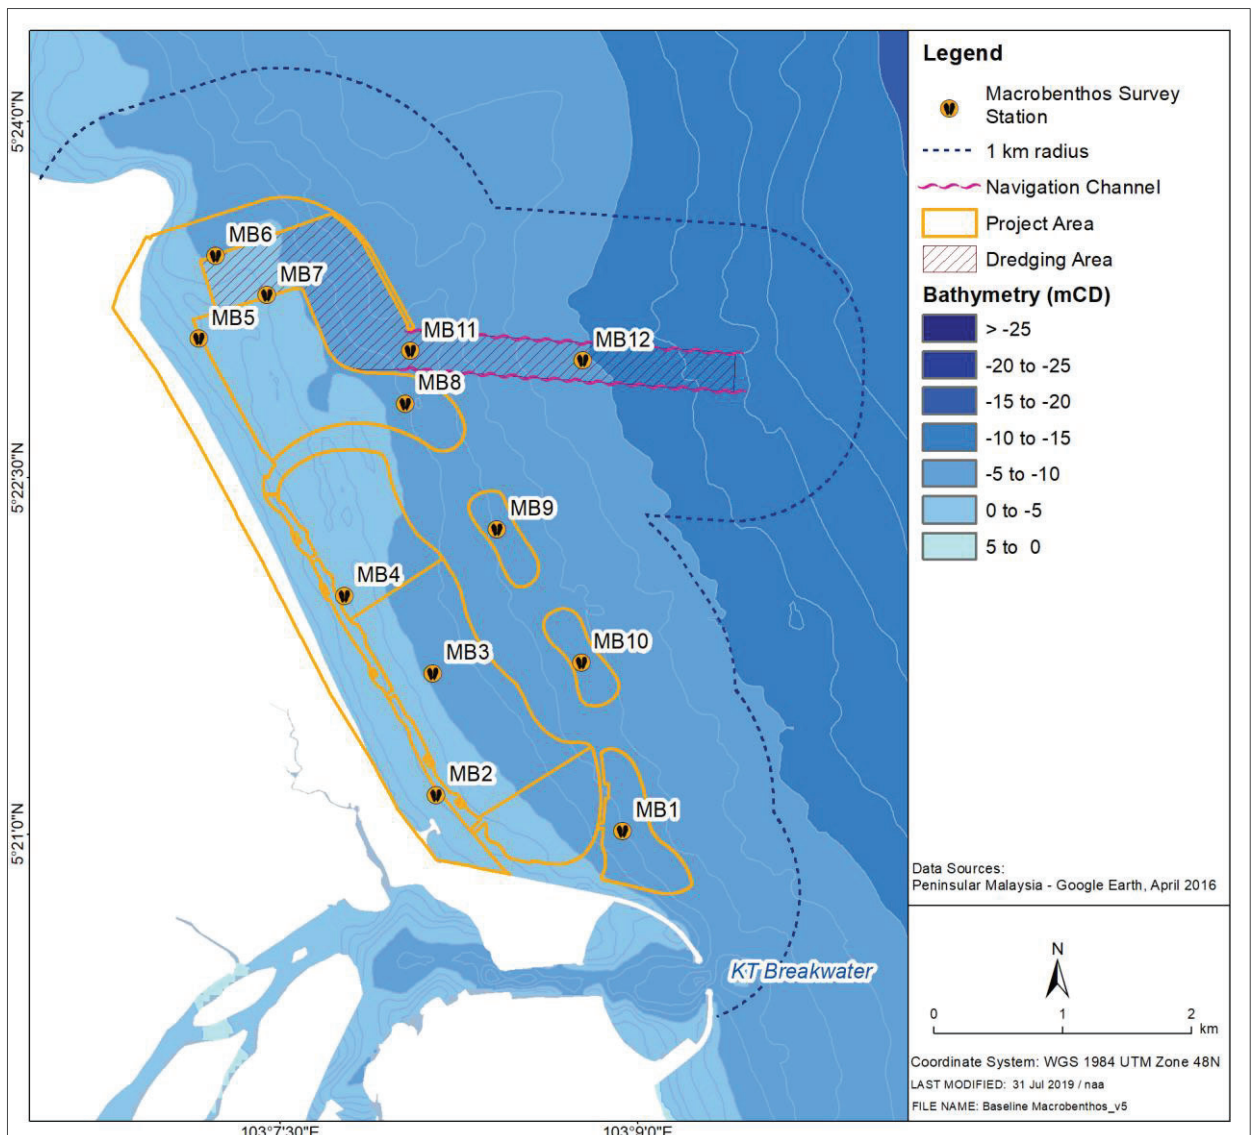 5°24'0"N
5°22'30"N
5°21'0"N
103°7'30"E
103°9'0"E
MB6
MB7
MB5
MB11
MB12
MB8
MB9
MB4
MB10
MB3
MB2
MB1
KT Breakwater
Legend
Macrobenthos Survey
Station
1 km radius
Navigation Channel
Project Area
Dredging Area
Bathymetry (mCD)
> -25
-20 to -25
-15 to -20
-10 to -15
-5 to -10
0 to -5
5 to 0
Data Sources:
Peninsular Malaysia - Google Earth, April 2016
N
0 1 2
km
Coordinate System: WGS 1984 UTM Zone 48N
LAST MODIFIED: 31 Jul 2019 / naa
FILE NAME: Baseline Macrobenthos_v5